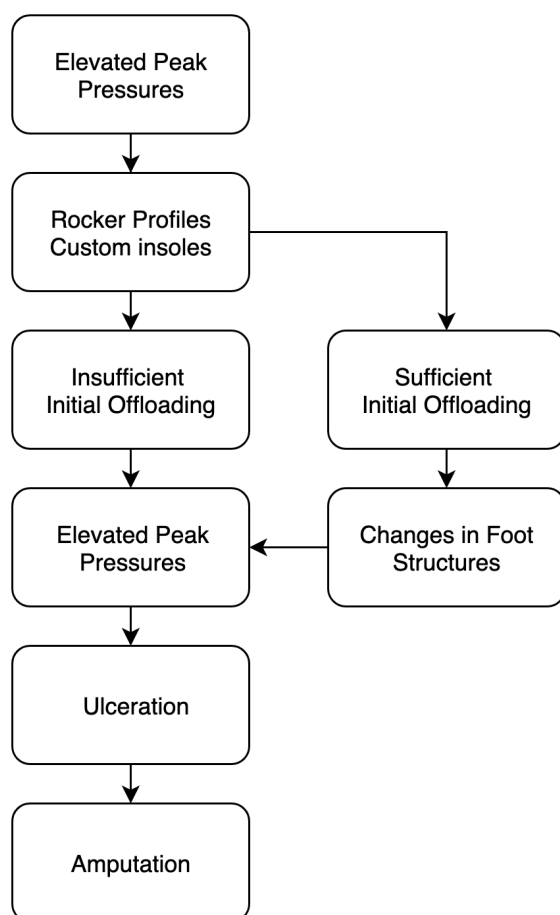 Elevated Peak
Pressures
Rocker Profiles
Custom insoles
Insufficient
Initial Offloading
Sufficient
Initial Offloading
Elevated Peak
Pressures
Changes in Foot
Structures
Ulceration
Amputation